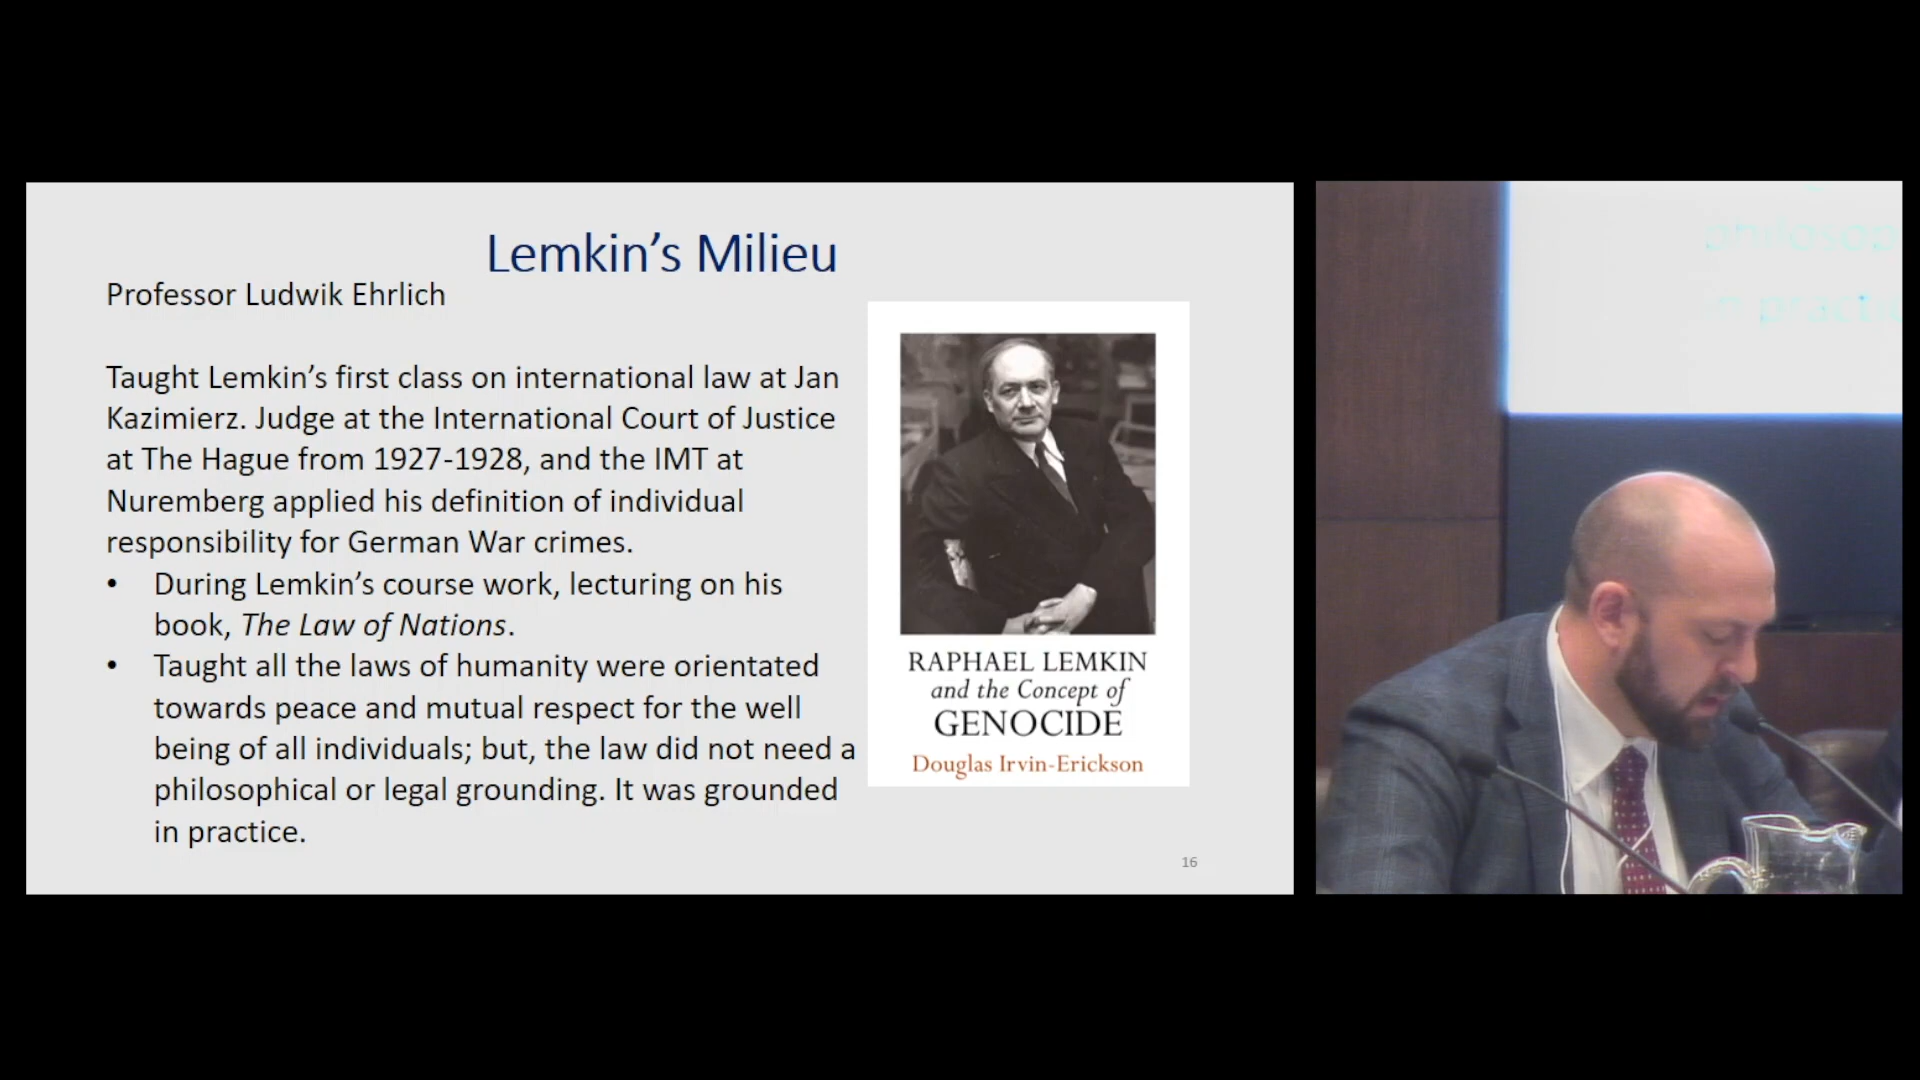 Lemkin's Milieu
Professor Ludwik Ehrlich
Taught Lemkin's first class on international law at Jan
Kazimierz. Judge at the International Court of Justice
at The Hague from 1927-1928, and the IMT at
Nuremberg applied his definition of individual
responsibility for German War crimes.
• During Lemkin's course work, lecturing on his
book, The Law of Nations.
• Taught all the laws of humanity were orientated
towards peace and mutual respect for the well
being of all individuals; but, the law did not need a
philosophical or legal grounding. It was grounded
in practice.
RAPHAEL LEMKIN
and the Concept of
GENOCIDE
Douglas Irvin-Erickson
16
philosop
n practic